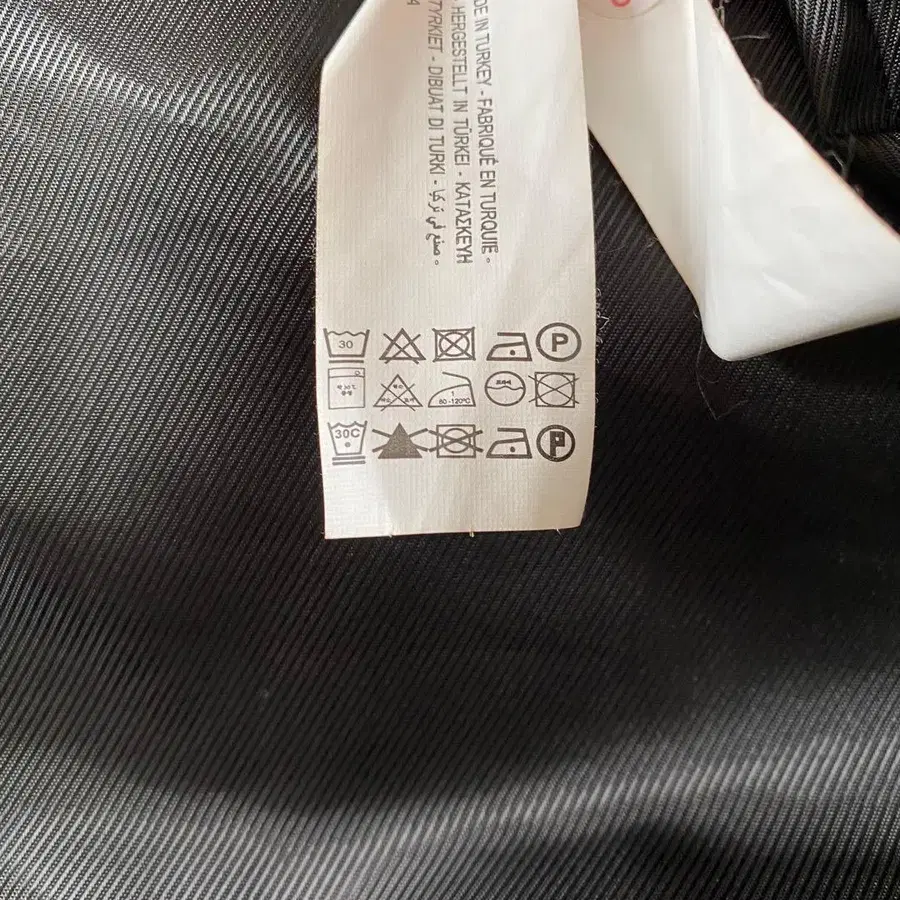 DE IN TURKEY - FABRIQUÉ EN TURQUIE -
HERGESTELLT IN TÜRKEI - ΚΑΤΑΣΚΕΥΗ
TYRKIET - DIBUAT DI TURKI - صنع في تركيا -
30 P
80-120°C
30C P